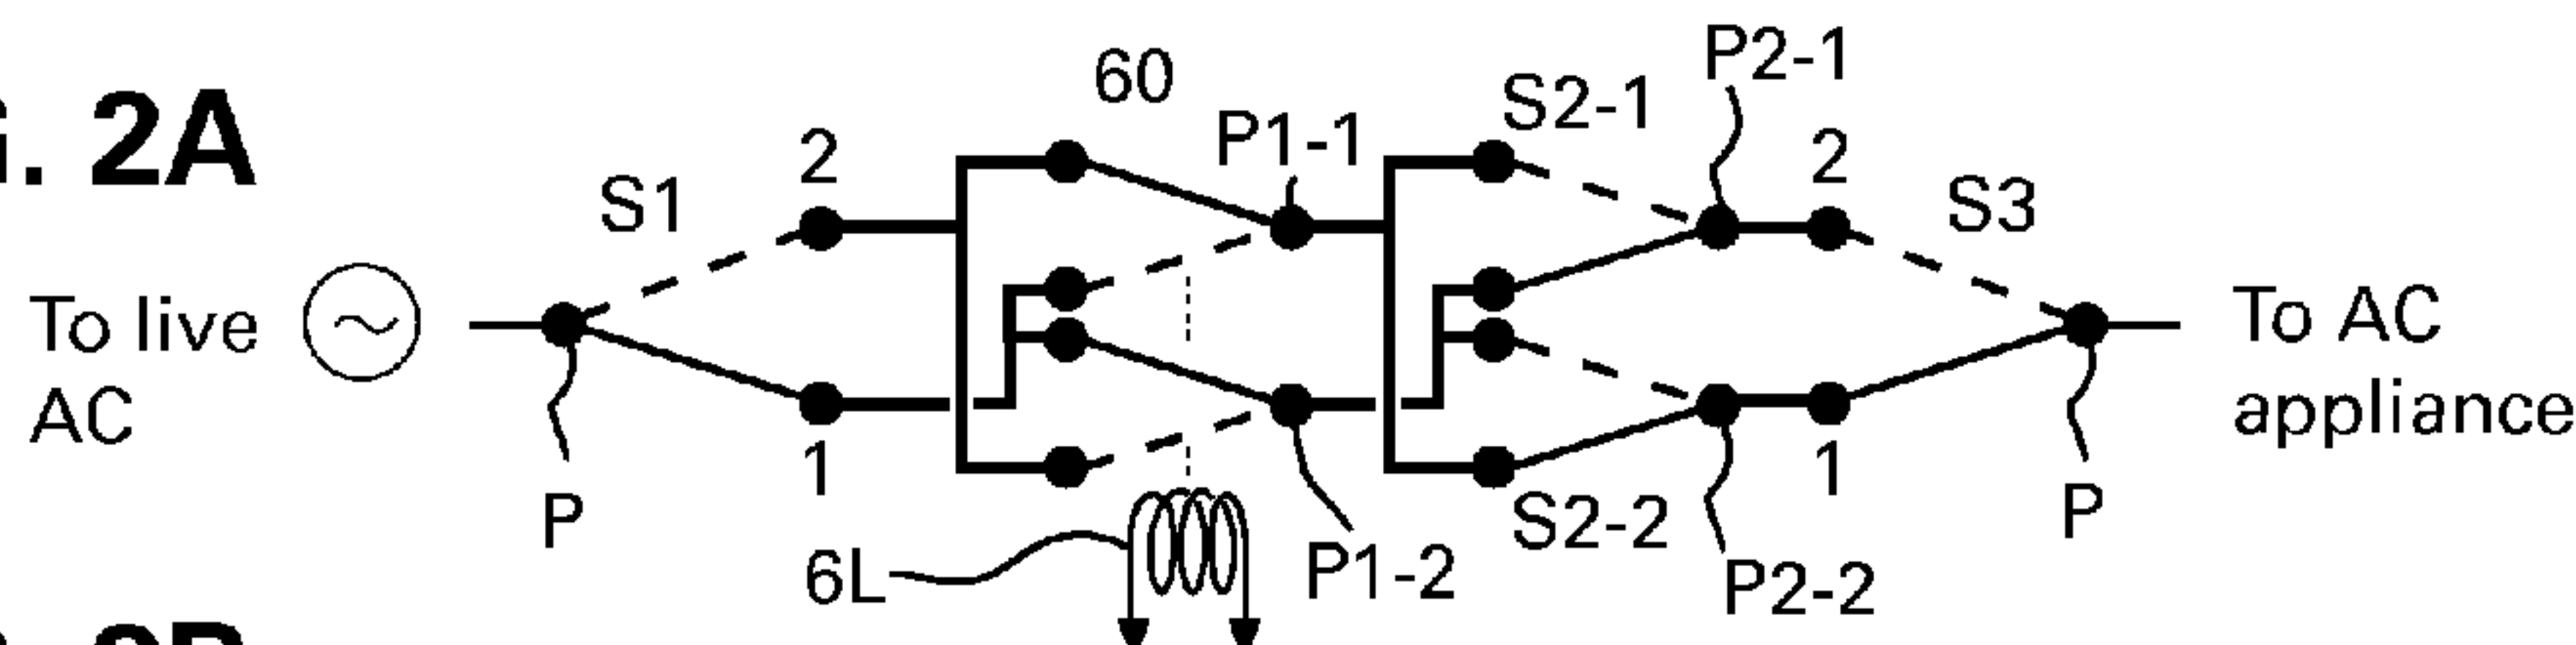 . 2A
60
P2-1
S2-1
P1-1
2
2
S1
S3
To live
AC
To AC
appliance
1
1
P
P
S2-2
6L
P1-2
P2-2